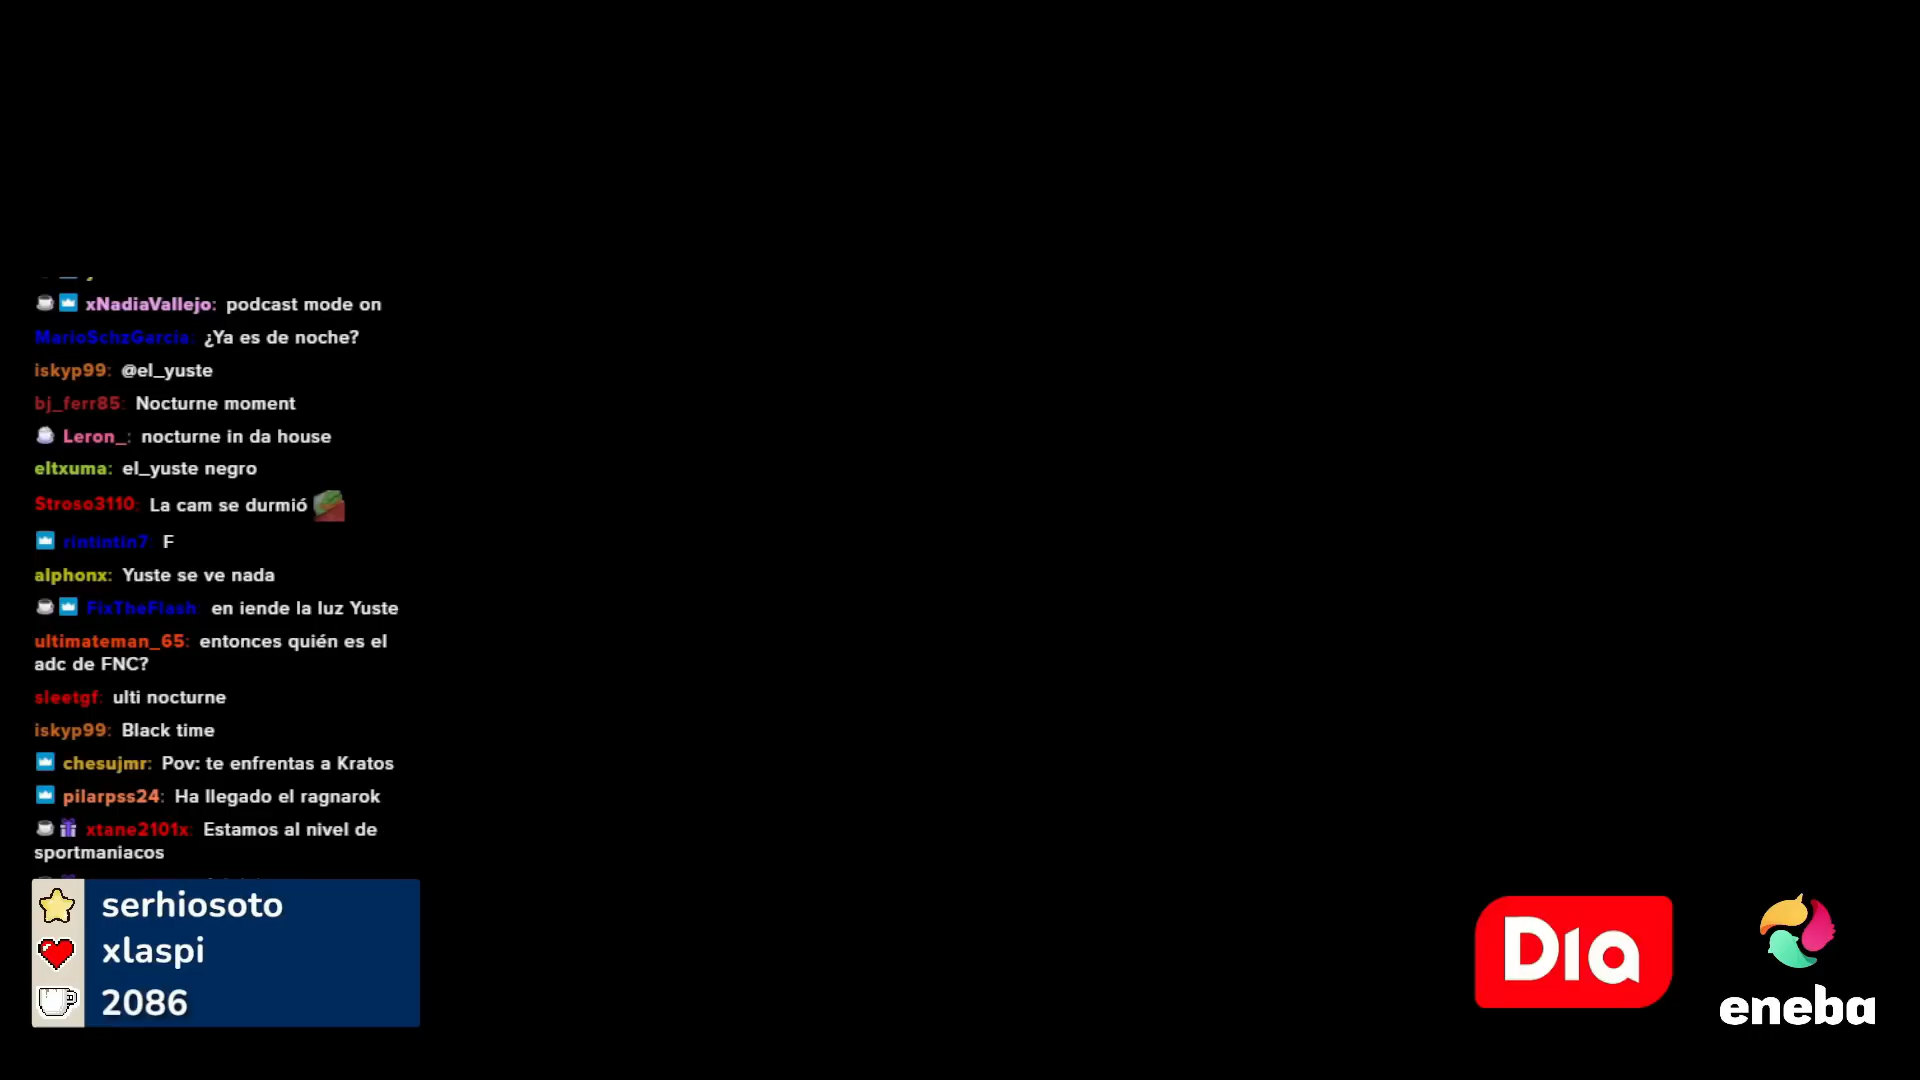 xNadiaVallejo: podcast mode on
MarioSchzGarcia: ¿Ya es de noche?
iskyp99: @el_yuste
bj_ferr85: Nocturne moment
Leron_: nocturne in da house
eltxuma: el_yuste negro
Stroso3110: La cam se durmió
rintintin7: F
alphonx: Yuste se ve nada
FixTheFlash: en iende la luz Yuste
ultimateman_65: entonces quién es el
adc de FNC?
sleetgf: ulti nocturne
iskyp99: Black time
chesujmr: Pov: te enfrentas a Kratos
pilarpss24: Ha llegado el ragnarok
xtane2101x: Estamos al nivel de
sportmaniacos
serhiosoto
xlaspi
2086
Dia
eneba